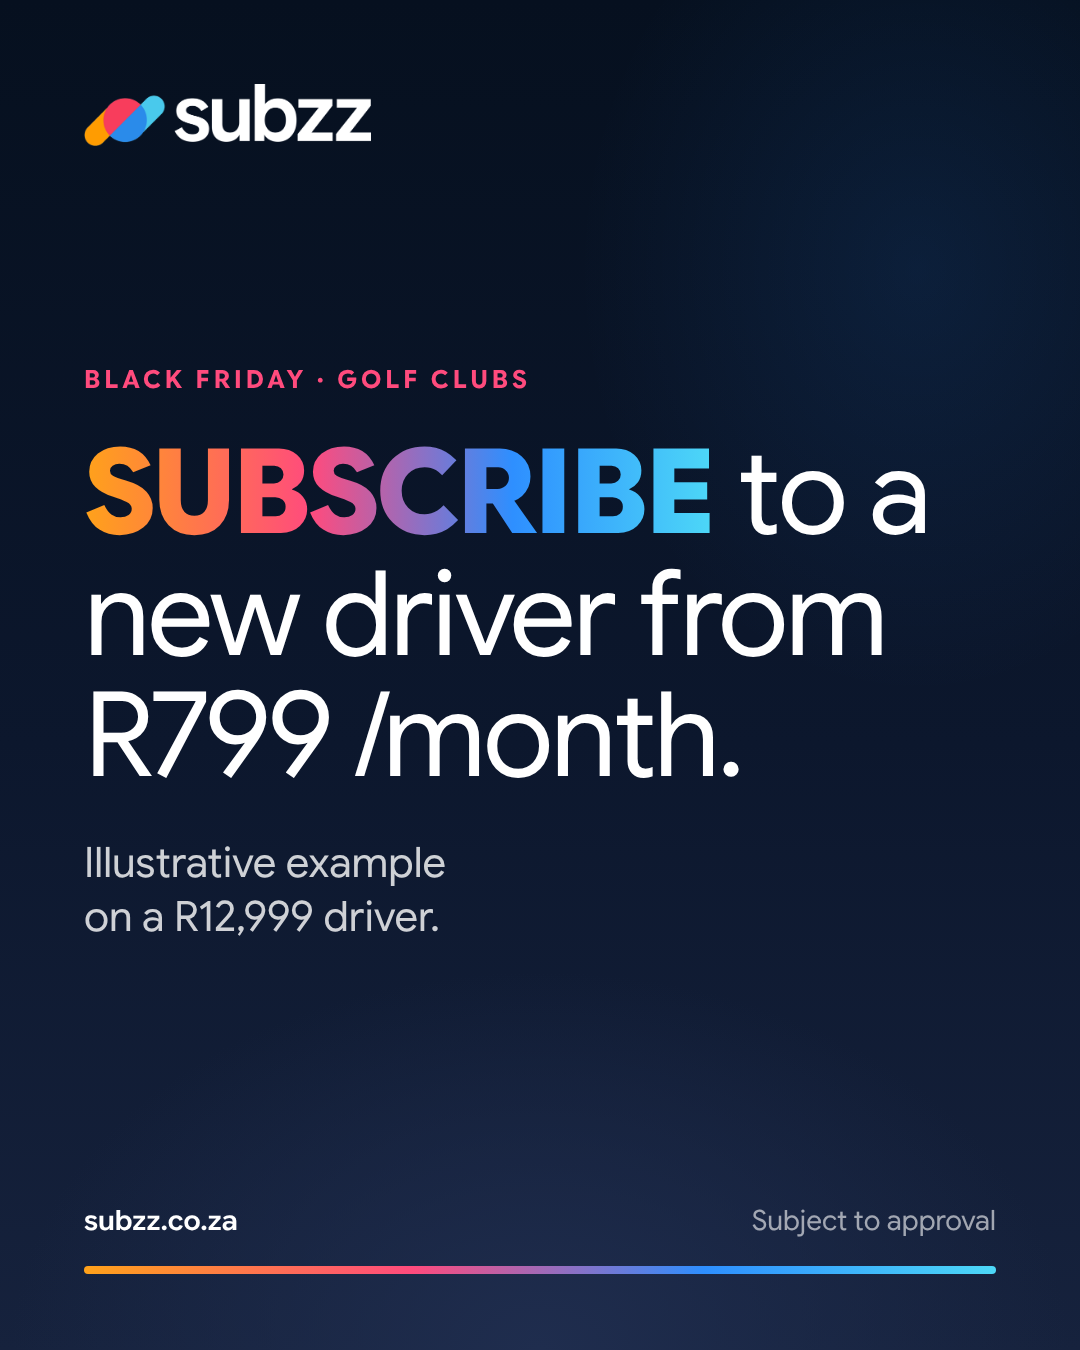 subzz
BLACK FRIDAY · GOLF CLUBS
SUBSCRIBE to a
new driver from
R799 /month.
Illustrative example
on a R12,999 driver.
subzz.co.za
Subject to approval